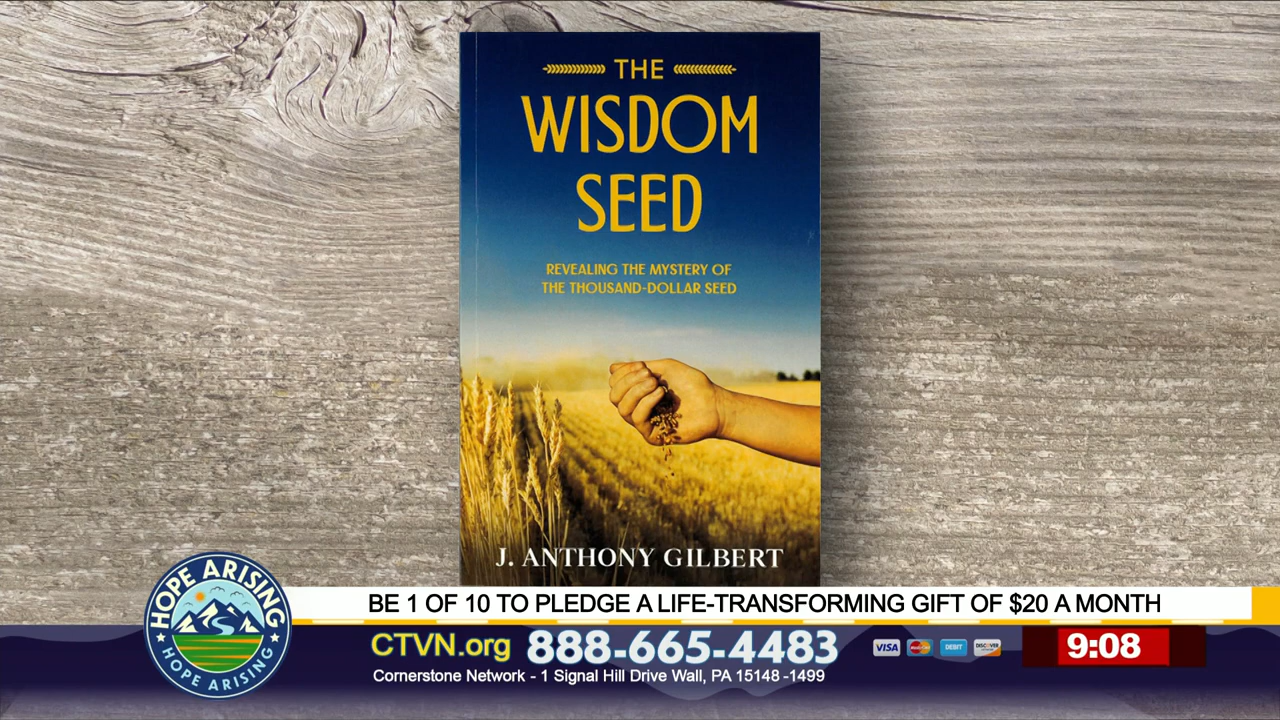 THE
WISDOM
SEED
REVEALING THE MYSTERY OF
THE THOUSAND-DOLLAR SEED
J. ANTHONY GILBERT
HOPE ARISING
HOPE ARISING
BE 1 OF 10 TO PLEDGE A LIFE-TRANSFORMING GIFT OF $20 A MONTH
CTVN.org 888-665-4483
VISA MasterCard DEBIT DISCOVER
9:08
Cornerstone Network - 1 Signal Hill Drive Wall, PA 15148 -1499